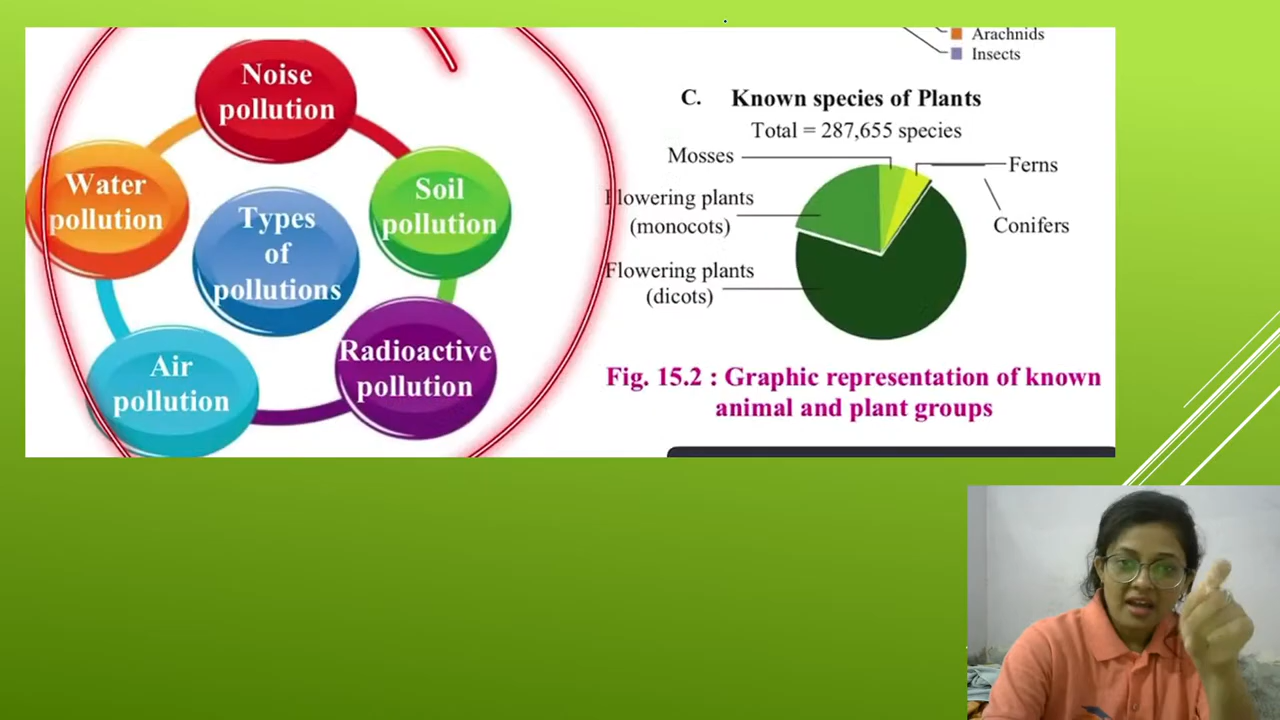 Noise
pollution
Water
pollution
Soil
pollution
Types
of
pollutions
Air
pollution
Radioactive
pollution
Arachnids
Insects
C. Known species of Plants
Total = 287,655 species
Mosses
Ferns
Flowering plants
(monocots)
Conifers
Flowering plants
(dicots)
Fig. 15.2 : Graphic representation of known
animal and plant groups